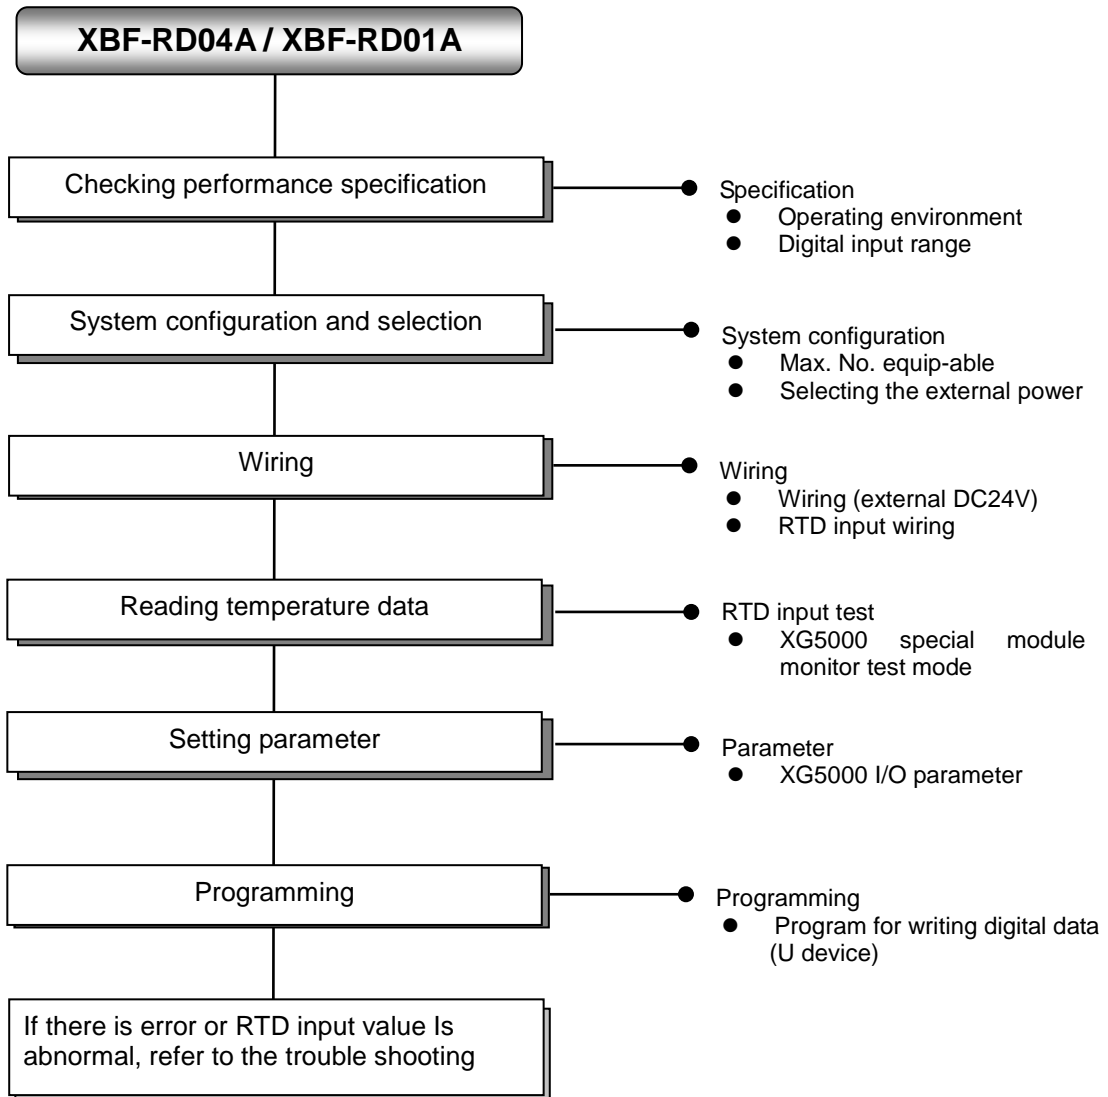 XBF-RD04A / XBF-RD01A
Checking performance specification
Specification
● Operating environment
● Digital input range
System configuration and selection
System configuration
● Max. No. equip-able
● Selecting the external power
Wiring
Wiring
● Wiring (external DC24V)
● RTD input wiring
Reading temperature data
RTD input test
● XG5000 special module
monitor test mode
Setting parameter
Parameter
● XG5000 I/O parameter
Programming
Programming
● Program for writing digital data
(U device)
If there is error or RTD input value Is
abnormal, refer to the trouble shooting